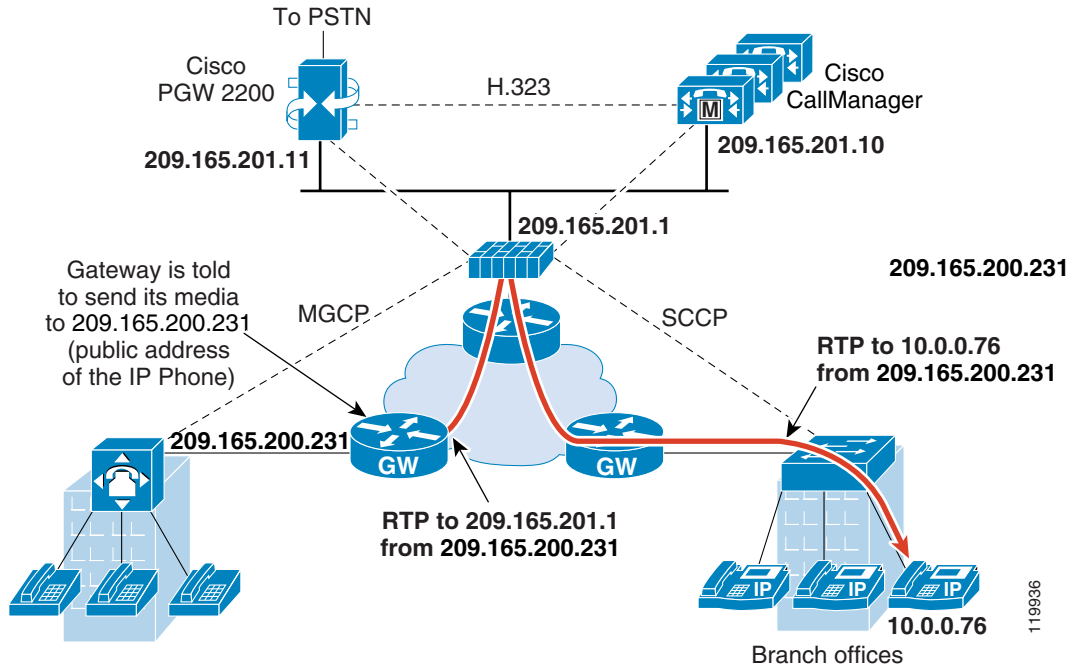 To PSTN
Cisco
PGW 2200
H.323
Cisco
CallManager
M
209.165.201.11
209.165.201.10
209.165.201.1
Gateway is told
to send its media
to 209.165.200.231
(public address
of the IP Phone)
MGCP
SCCP
209.165.200.231
RTP to 10.0.0.76
from 209.165.200.231
209.165.200.231
GW
GW
RTP to 209.165.201.1
from 209.165.200.231
IP
IP
IP
10.0.0.76
Branch offices
119936